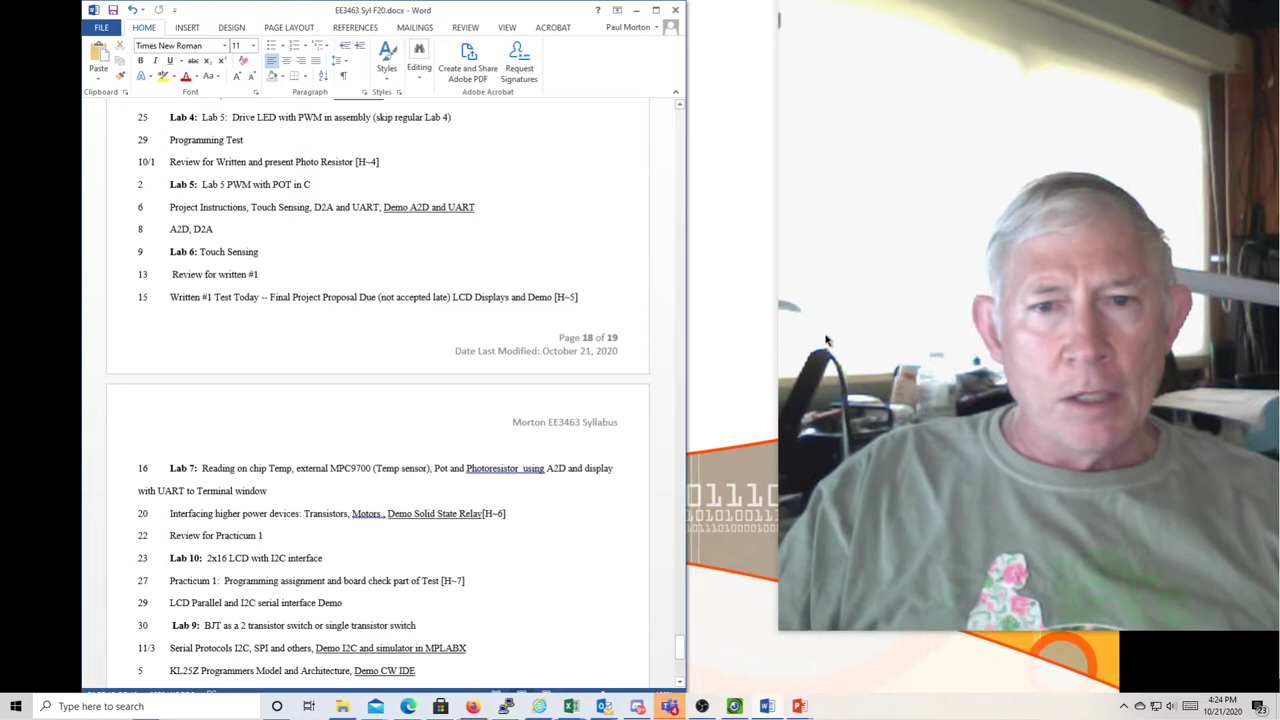 EE3463 Syl F20.docx - Word
FILE HOME INSERT DESIGN PAGE LAYOUT REFERENCES MAILINGS REVIEW VIEW ACROBAT Paul Morton
Times New Roman 11
Paste Styles Editing Create and Share Adobe PDF Request Signatures
Clipboard Font Paragraph Styles Adobe Acrobat
25 Lab 4: Lab 5: Drive LED with PWM in assembly (skip regular Lab 4)
29 Programming Test
10/1 Review for Written and present Photo Resistor [H~4]
2 Lab 5: Lab 5 PWM with POT in C
6 Project Instructions, Touch Sensing, D2A and UART, Demo A2D and UART
8 A2D, D2A
9 Lab 6: Touch Sensing
13 Review for written #1
15 Written #1 Test Today -- Final Project Proposal Due (not accepted late) LCD Displays and Demo [H~5]
Page 18 of 19
Date Last Modified: October 21, 2020
Morton EE3463 Syllabus
16 Lab 7: Reading on chip Temp, external MPC9700 (Temp sensor), Pot and Photoresistor using A2D and display
with UART to Terminal window
20 Interfacing higher power devices: Transistors, Motors, Demo Solid State Relay[H~6]
22 Review for Practicum 1
23 Lab 10: 2x16 LCD with I2C interface
27 Practicum 1: Programming assignment and board check part of Test [H~7]
29 LCD Parallel and I2C serial interface Demo
30 Lab 9: BJT as a 2 transistor switch or single transistor switch
11/3 Serial Protocols I2C, SPI and others, Demo I2C and simulator in MPLABX
5 KL25Z Programmers Model and Architecture, Demo CW IDE
Type here to search
4:24 PM
10/21/2020